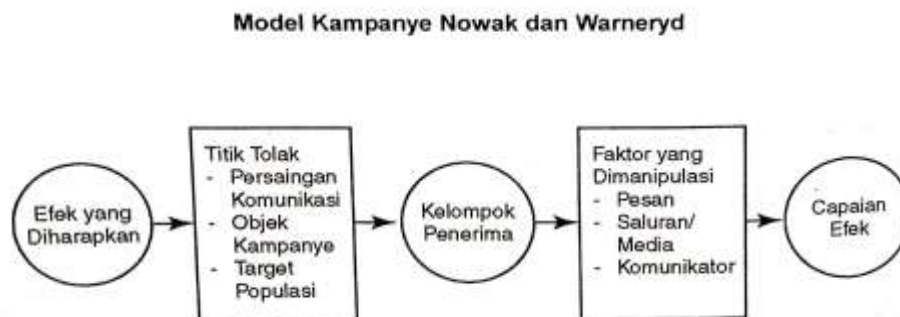 Model Kampanye Nowak dan Warneryd
Efek yang
Diharapkan
Titik Tolak
- Persaingan
Komunikasi
- Objek
Kampanye
- Target
Populasi
Kelompok
Penerima
Faktor yang
Dimanipulasi
- Pesan
- Saluran/
Media
- Komunikator
Capaian
Efek